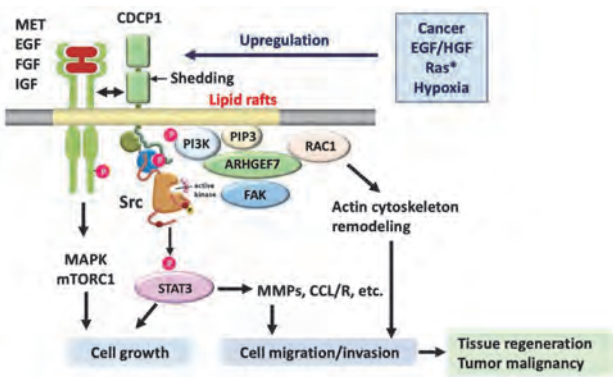 MET
EGF
FGF
IGF
CDCP1
Shedding
Upregulation
Cancer
EGF/HGF
Ras*
Hypoxia
Lipid rafts
P
PI3K
PIP3
RAC1
ARHGEF7
P
P
Src
active
kinase
FAK
Actin cytoskeleton
remodeling
MAPK
mTORC1
P
STAT3
MMPs, CCL/R, etc.
Cell growth
Cell migration/invasion
Tissue regeneration
Tumor malignancy